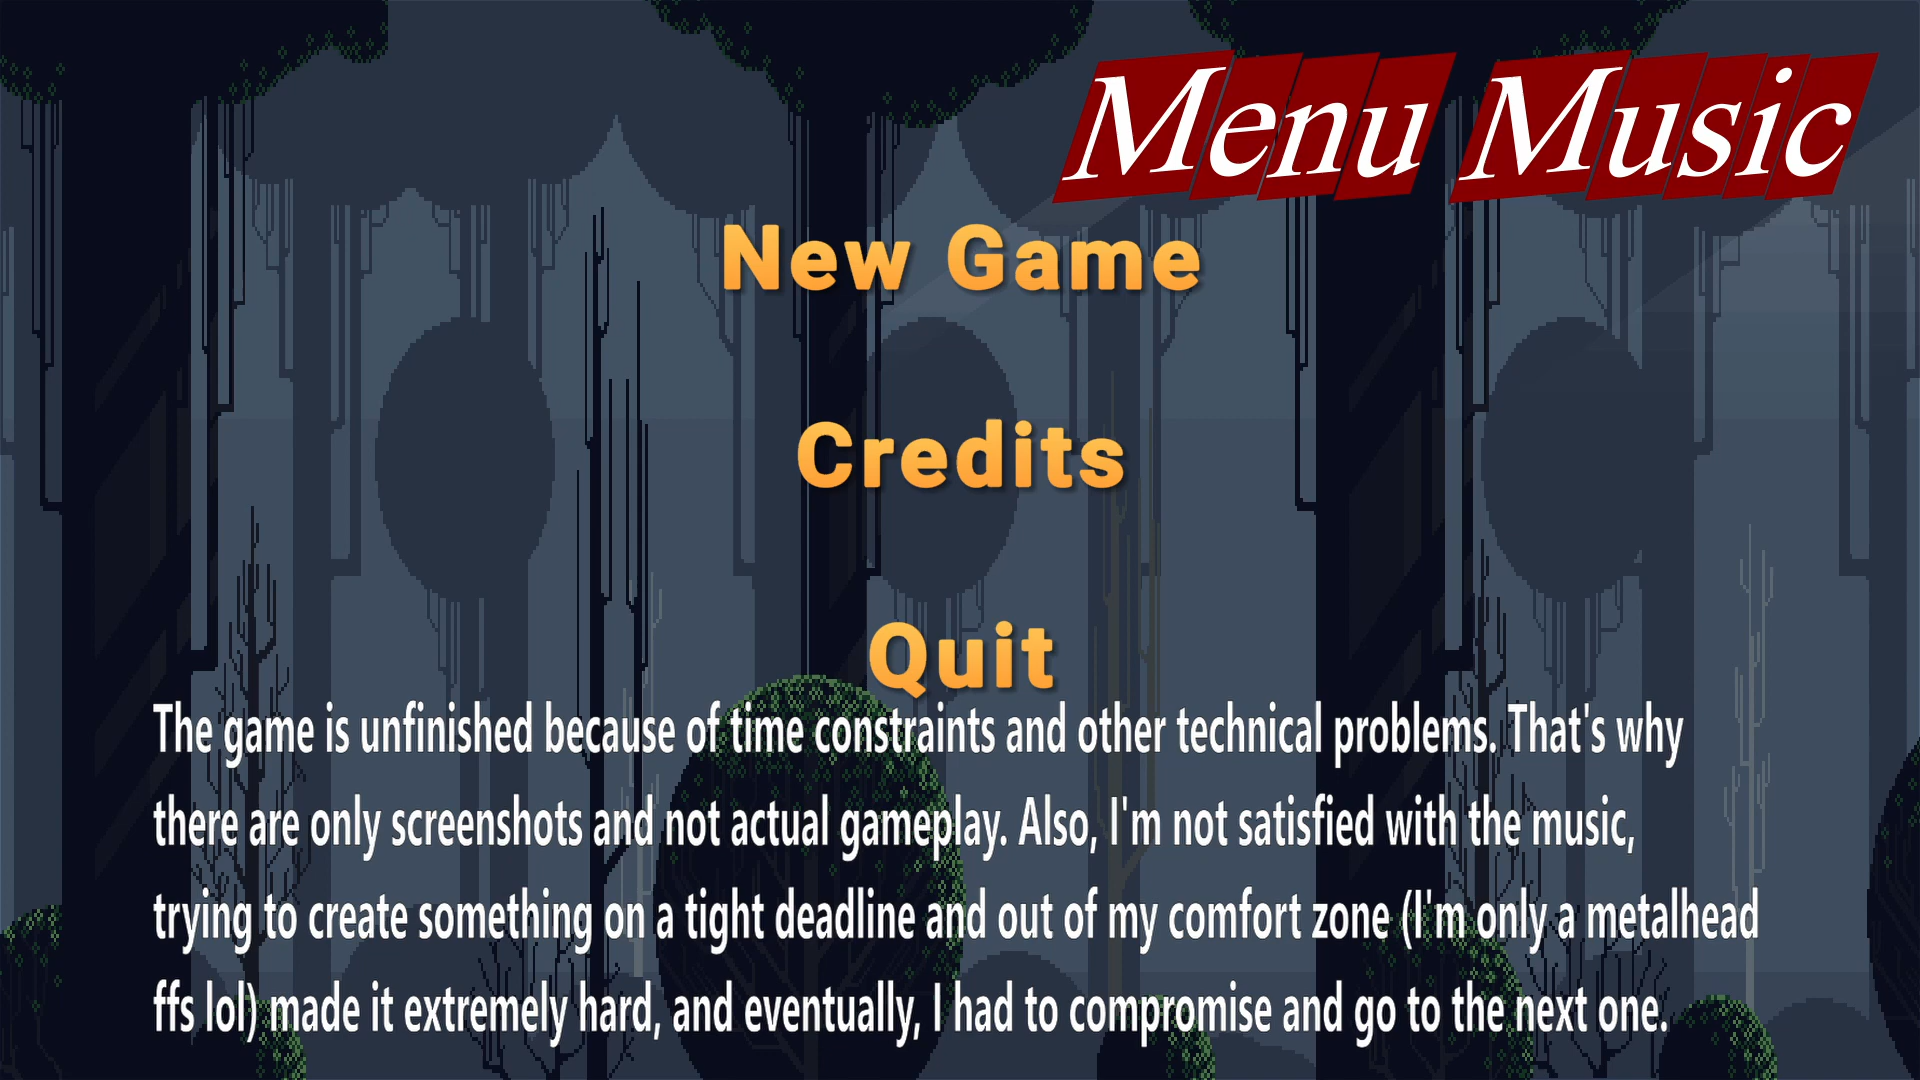 Menu Music
New Game
Credits
Quit
The game is unfinished because of time constraints and other technical problems. That's why
there are only screenshots and not actual gameplay. Also, I'm not satisfied with the music,
trying to create something on a tight deadline and out of my comfort zone (I'm only a metalhead
ffs lol) made it extremely hard, and eventually, I had to compromise and go to the next one.